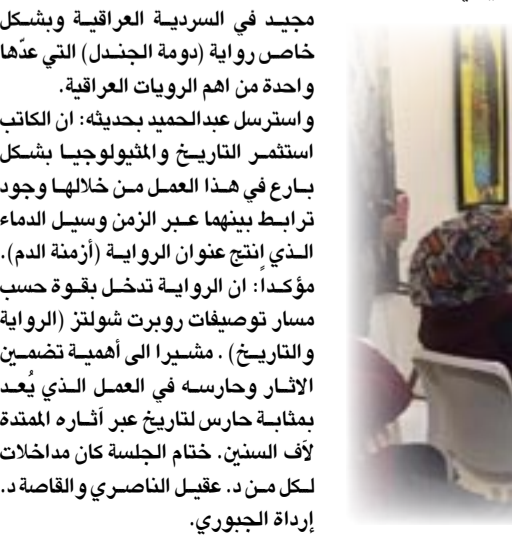 مجيد في السردية العراقية وبشكل
خاص رواية (دومة الجندل) التي عدّها
واحدة من اهم الرويات العراقية.
واسترسل عبدالحميد بحديثه: ان الكاتب
استثمر التاريخ والمثيولوجيا بشكل
بارع في هذا العمل من خلالها وجود
ترابط بينهما عبر الزمن وسيل الدماء
الذي انتج عنوان الرواية (أزمنة الدم).
مؤكداً: ان الرواية تدخل بقوة حسب
مسار توصيفات روبرت شولتز (الرواية
والتاريخ) . مشيرا الى أهمية تضمين
الاثار وحارسه في العمل الذي يُعد
بمثابة حارس لتاريخ عبر آثاره الممتدة
لآف السنين. ختام الجلسة كان مداخلات
لكل من د. عقيل الناصري والقاصة د.
إرداة الجبوري.